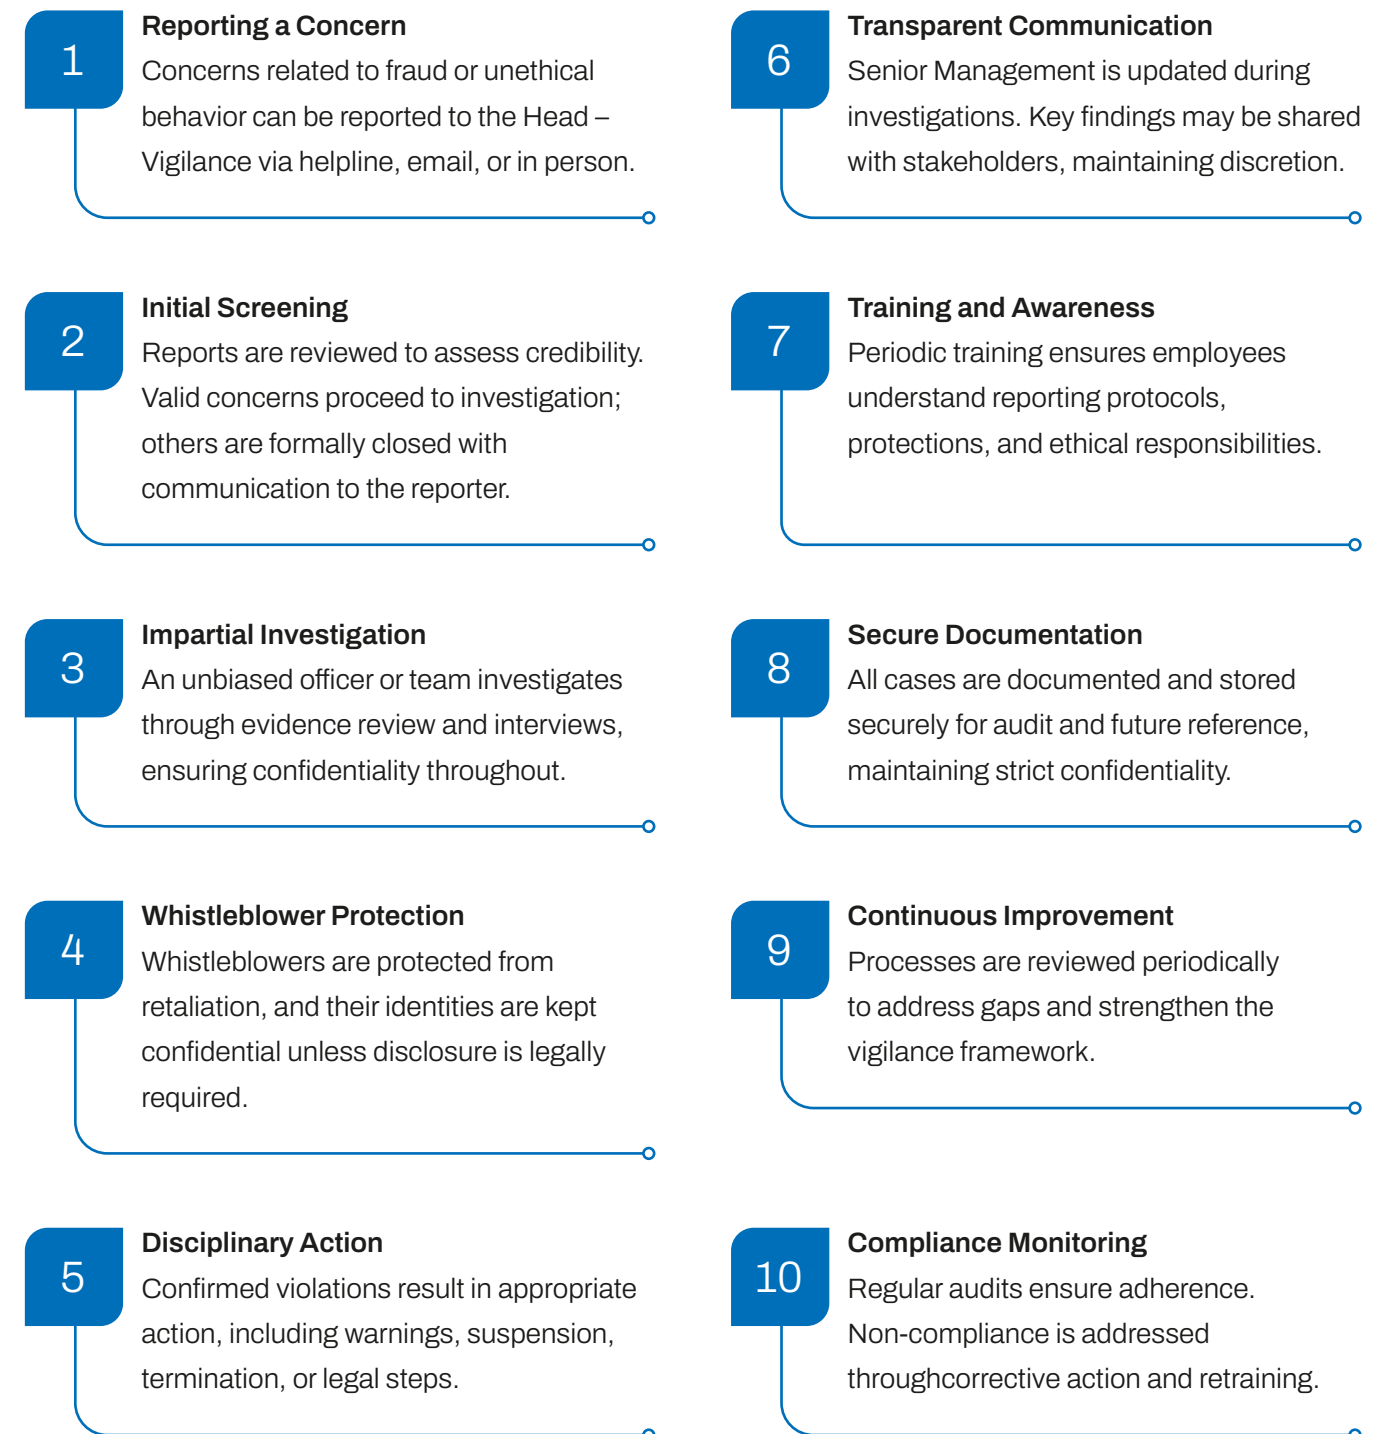 1
Reporting a Concern
Concerns related to fraud or unethical
behavior can be reported to the Head –
Vigilance via helpline, email, or in person.
2
Initial Screening
Reports are reviewed to assess credibility.
Valid concerns proceed to investigation;
others are formally closed with
communication to the reporter.
3
Impartial Investigation
An unbiased officer or team investigates
through evidence review and interviews,
ensuring confidentiality throughout.
4
Whistleblower Protection
Whistleblowers are protected from
retaliation, and their identities are kept
confidential unless disclosure is legally
required.
5
Disciplinary Action
Confirmed violations result in appropriate
action, including warnings, suspension,
termination, or legal steps.
6
Transparent Communication
Senior Management is updated during
investigations. Key findings may be shared
with stakeholders, maintaining discretion.
7
Training and Awareness
Periodic training ensures employees
understand reporting protocols,
protections, and ethical responsibilities.
8
Secure Documentation
All cases are documented and stored
securely for audit and future reference,
maintaining strict confidentiality.
9
Continuous Improvement
Processes are reviewed periodically
to address gaps and strengthen the
vigilance framework.
10
Compliance Monitoring
Regular audits ensure adherence.
Non-compliance is addressed
throughcorrective action and retraining.